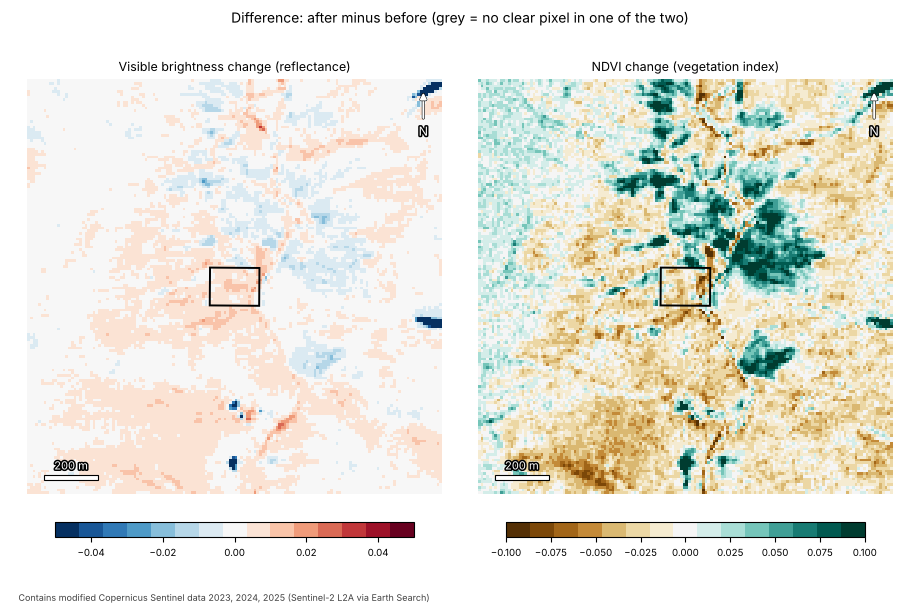 Difference: after minus before (grey = no clear pixel in one of the two)
Visible brightness change (reflectance)
NDVI change (vegetation index)
N
N
200 m
200 m
−0.04 −0.02 0.00 0.02 0.04
−0.100 −0.075 −0.050 −0.025 0.000 0.025 0.050 0.075 0.100
Contains modified Copernicus Sentinel data 2023, 2024, 2025 (Sentinel-2 L2A via Earth Search)